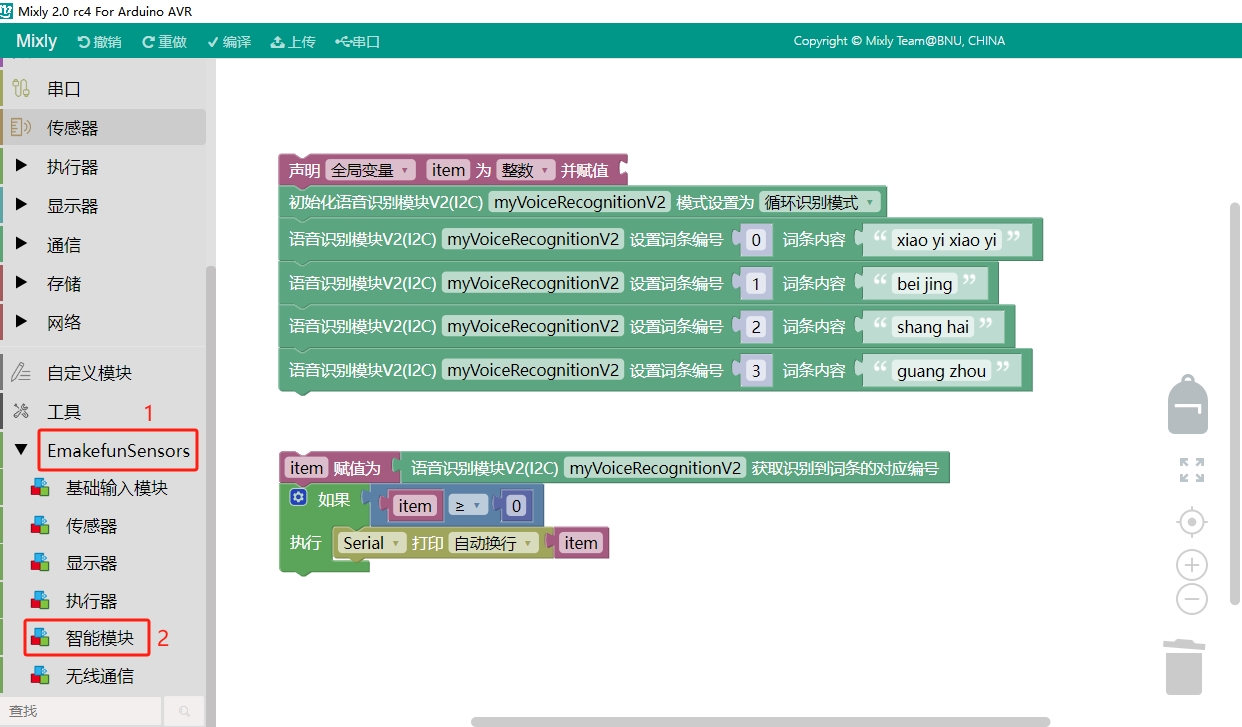 Mixly 2.0 rc4 For Arduino AVR
Mixly 撤销 重做 编译 上传 串口 Copyright © Mixly Team@BNU, CHINA
串口
传感器
执行器
显示器
通信
存储
网络
自定义模块
工具 1
EmakefunSensors
基础输入模块
传感器
显示器
执行器
智能模块 2
无线通信
查找
声明 全局变量 item 为 整数 并赋值
初始化语音识别模块V2(I2C) myVoiceRecognitionV2 模式设置为 循环识别模式
语音识别模块V2(I2C) myVoiceRecognitionV2 设置词条编号 0 词条内容 “ xiao yi xiao yi ”
语音识别模块V2(I2C) myVoiceRecognitionV2 设置词条编号 1 词条内容 “ bei jing ”
语音识别模块V2(I2C) myVoiceRecognitionV2 设置词条编号 2 词条内容 “ shang hai ”
语音识别模块V2(I2C) myVoiceRecognitionV2 设置词条编号 3 词条内容 “ guang zhou ”
item 赋值为 语音识别模块V2(I2C) myVoiceRecognitionV2 获取识别到词条的对应编号
如果 item ≥ 0
执行 Serial 打印 自动换行 item